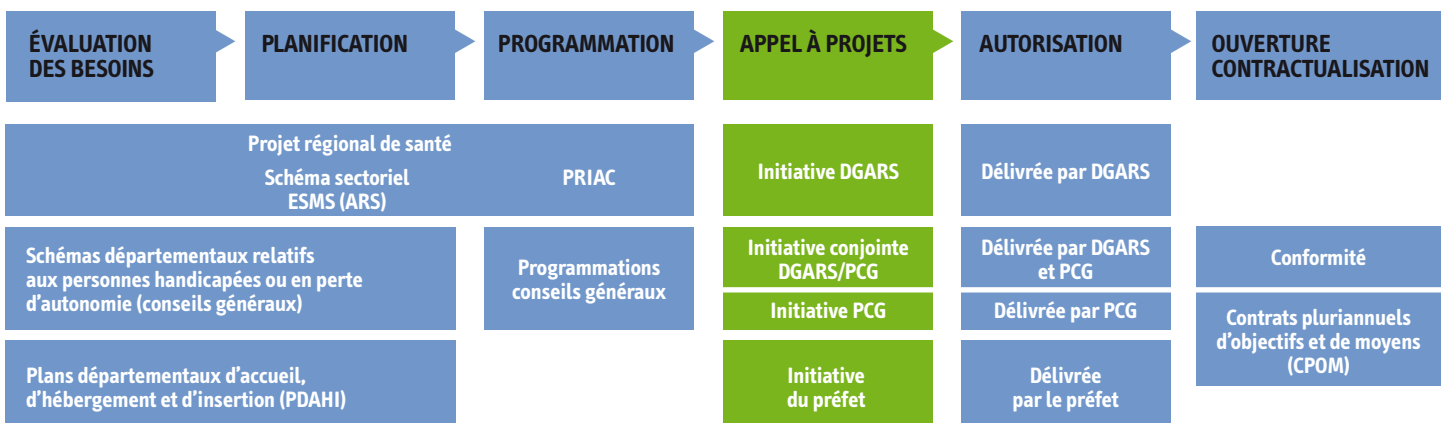 ÉVALUATION
DES BESOINS
PLANIFICATION
PROGRAMMATION
APPEL À PROJETS
AUTORISATION
OUVERTURE
CONTRACTUALISATION
Projet régional de santé
Schéma sectoriel
ESMS (ARS)
PRIAC
Initiative DGARS
Délivrée par DGARS
Schémas départementaux relatifs
aux personnes handicapées ou en perte
d’autonomie (conseils généraux)
Programmations
conseils généraux
Initiative conjointe
DGARS/PCG
Délivrée par DGARS
et PCG
Conformité
Initiative PCG
Délivrée par PCG
Contrats pluriannuels
d’objectifs et de moyens
(CPOM)
Plans départementaux d’accueil,
d’hébergement et d’insertion (PDAHI)
Initiative
du préfet
Délivrée
par le préfet